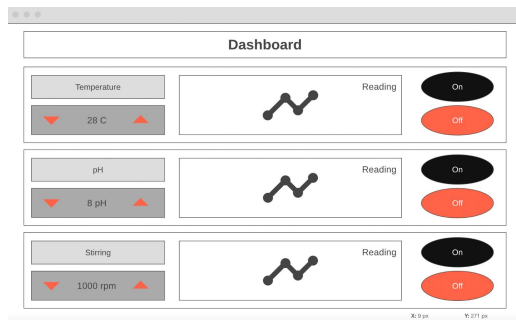 Dashboard
Temperature
28 C
Reading
On
Off
pH
8 pH
Reading
On
Off
Stirring
1000 rpm
Reading
On
Off
X: 9 px Y: 271 px